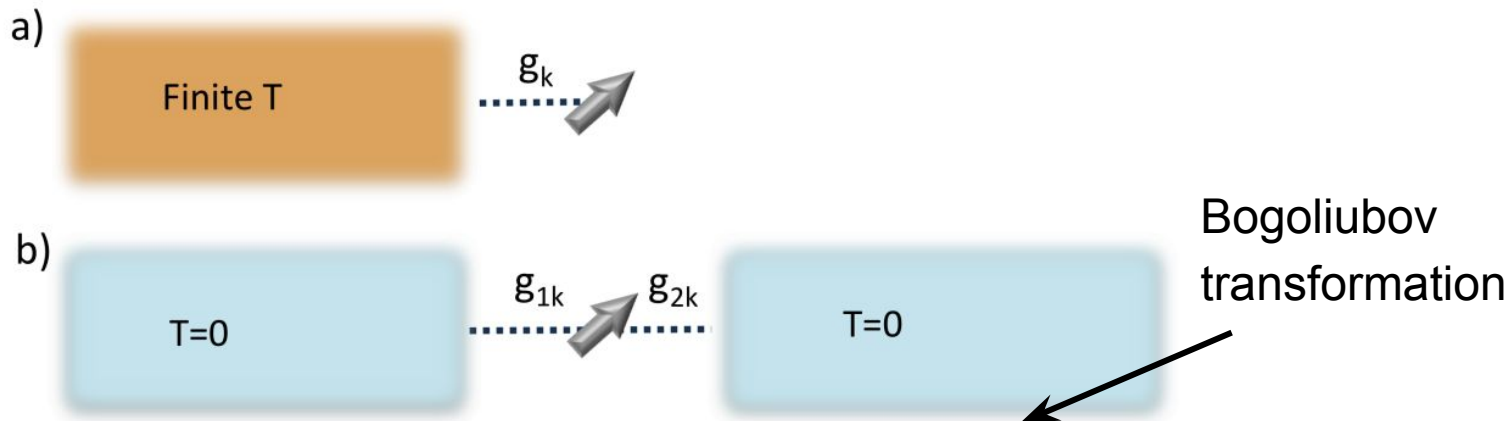 a)
Finite T
gk
b)
T=0
g1k
g2k
T=0
Bogoliubov
transformation